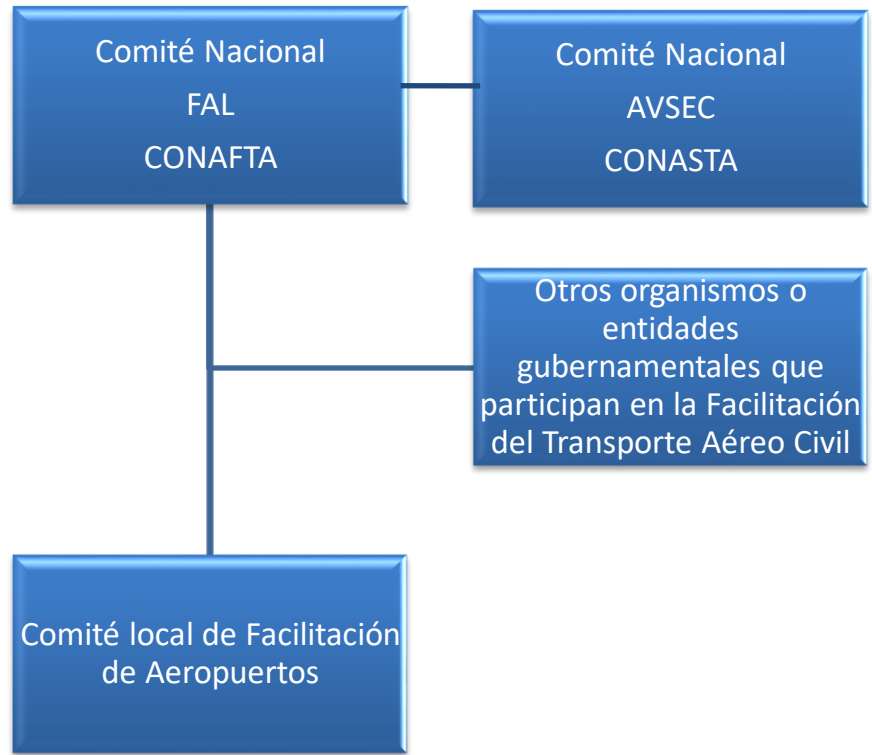 Comité Nacional
FAL
CONAFTA
Comité Nacional
AVSEC
CONASTA
Otros organismos o
entidades
gubernamentales que
participan en la Facilitación
del Transporte Aéreo Civil
Comité local de Facilitación
de Aeropuertos